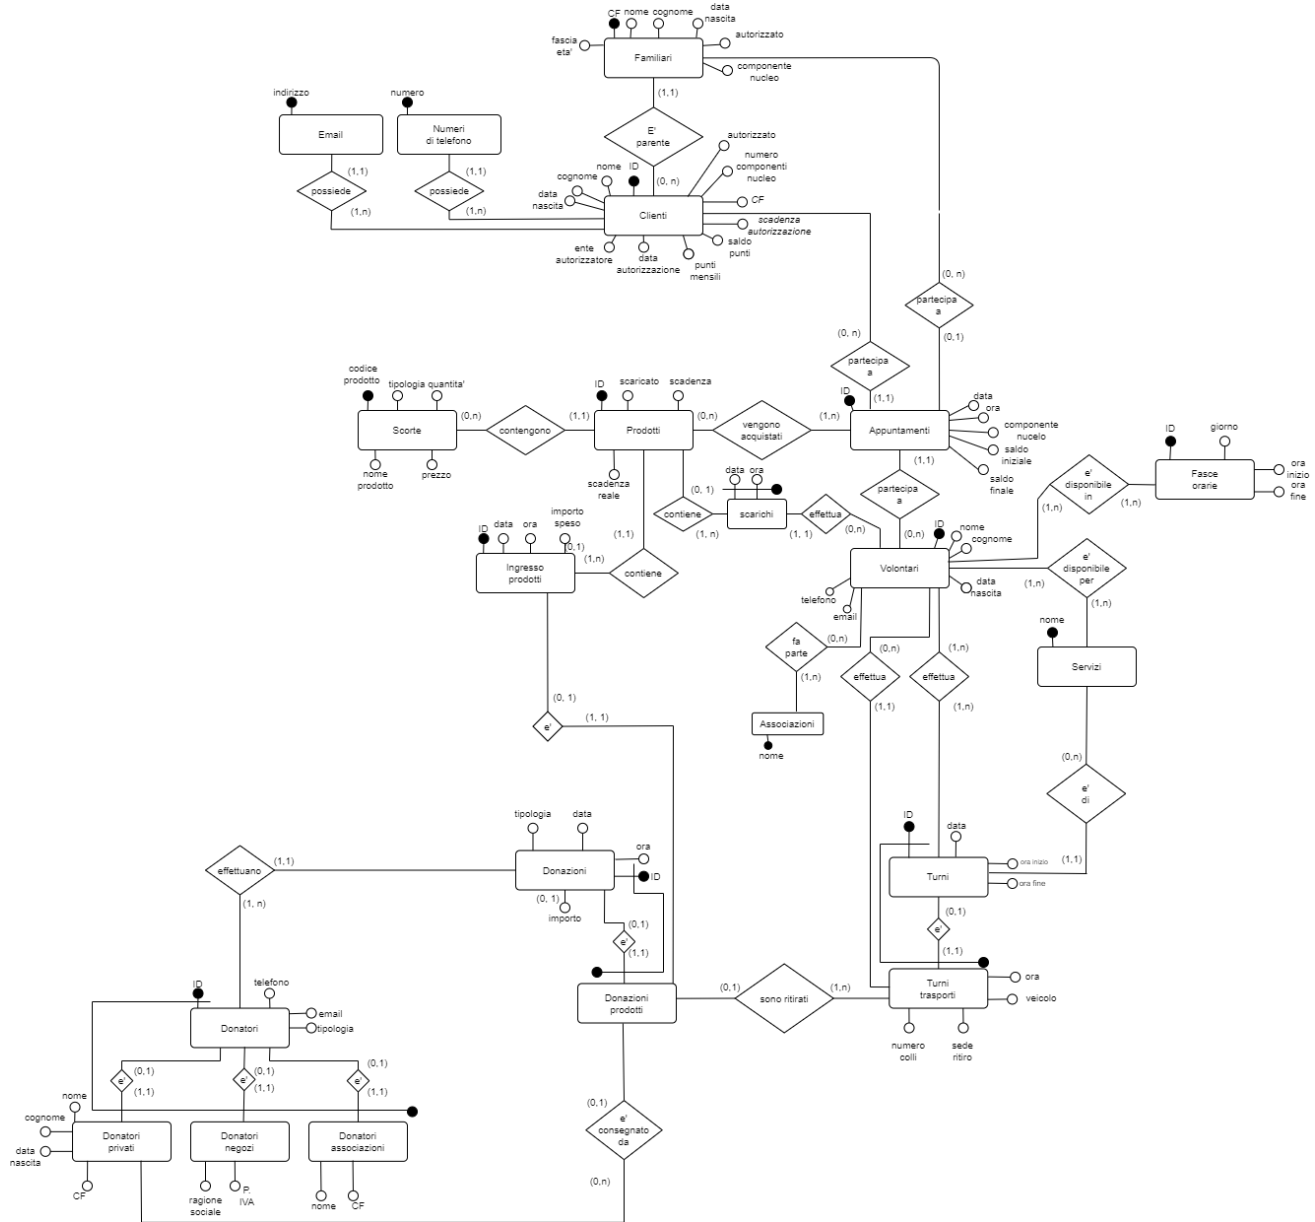 CF
nome
cognome
data
nascita
fascia
eta'
autorizzato
Familiari
componente
nucleo
(1,1)
indirizzo
numero
Email
Numeri
di telefono
E'
parente
autorizzato
numero
componenti
nucleo
(1,1)
(1,1)
possiede
possiede
nome
ID
cognome
(0, n)
data
nascita
CF
(1,n)
(1,n)
Clienti
scadenza
autorizzazione
saldo
punti
ente
autorizzatore
data
autorizzazione
punti
mensili
(0, n)
partecipa
a
(0, n)
(0,1)
partecipa
a
codice
prodotto
tipologia
quantita'
ID
scaricato
scadenza
ID
(1,1)
data
ora
(0,n)
(1,1)
(0,n)
(1,n)
Scorte
contengono
Prodotti
vengono
acquistati
Appuntamenti
componente
nucelo
saldo
iniziale
saldo
finale
nome
prodotto
prezzo
scadenza
reale
(1,1)
ID
giorno
data
ora
(0, 1)
partecipa
a
e'
disponibile
in
Fasce
orarie
ora
inizio
ora
fine
(1,n)
(1,n)
contiene
scarichi
effettua
(1, n)
(1, 1)
(0,n)
(0,n)
ID
nome
cognome
ID
data
ora
importo
speso
(0,1)
(1,1)
(1,n)
Ingresso
prodotti
contiene
Volontari
e'
disponibile
per
(1,n)
(1,n)
data
nascita
telefono
email
nome
fa
parte
(0,n)
(0,n)
(1,n)
Servizi
(1,n)
effettua
effettua
(0, 1)
(1, 1)
(1,1)
(1,n)
e'
Associazioni
nome
(0,n)
e'
di
tipologia
data
ID
data
ora
effettuano
(1,1)
Donazioni
ID
ora inizio
(1,1)
Turni
ora fine
(1, n)
(0, 1)
importo
(0,1)
e'
(1,1)
(0,1)
e'
(1,1)
ID
telefono
email
tipologia
Donatori
Donazioni
prodotti
(0,1)
sono ritirati
(1,n)
Turni
trasporti
ora
veicolo
numero
colli
sede
ritiro
(0,1)
(0,1)
(0,1)
e'
e'
e'
(1,1)
(1,1)
(1,1)
nome
cognome
(0,1)
Donatori
privati
Donatori
negozi
Donatori
associazioni
e'
consegnato
da
data
nascita
(0,n)
CF
ragione
sociale
P.
IVA
nome
CF